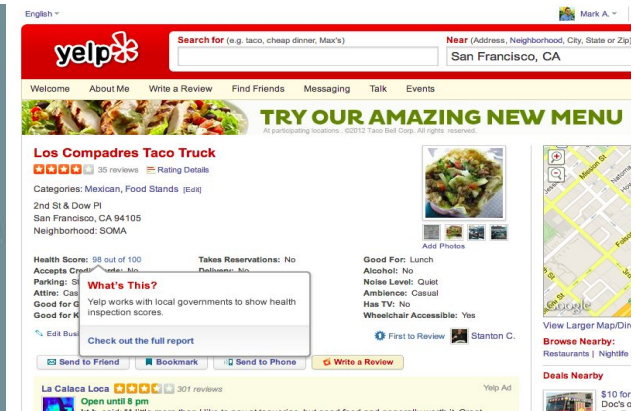 English
Mark A.
yelp
Search for (e.g. taco, cheap dinner, Max's)
Near (Address, Neighborhood, City, State or Zip)
San Francisco, CA
Welcome About Me Write a Review Find Friends Messaging Talk Events
TRY OUR AMAZING NEW MENU
At participating locations. ©2012 Taco Bell Corp. All rights reserved.
Los Compadres Taco Truck
35 reviews Rating Details
Categories: Mexican, Food Stands [Edit]
2nd St & Dow Pl
San Francisco, CA 94105
Neighborhood: SOMA
Add Photos
Health Score: 98 out of 100
Accepts Credit Cards: No
Parking: St
Attire: Cas
Good for G
Good for K
Takes Reservations: No
Delivery: No
Good For: Lunch
Alcohol: No
Noise Level: Quiet
Ambience: Casual
Has TV: No
Wheelchair Accessible: Yes
What's This?
Yelp works with local governments to show health
inspection scores.
Check out the full report
Edit Busi
First to Review Stanton C.
Send to Friend Bookmark Send to Phone Write a Review
La Calaca Loca 301 reviews
Yelp Ad
Open until 8 pm
Mission St
Natoma
Folsom
Google
View Larger Map/Dir
Browse Nearby:
Restaurants | Nightlife
Deals Nearby
$10 for
Doc's o